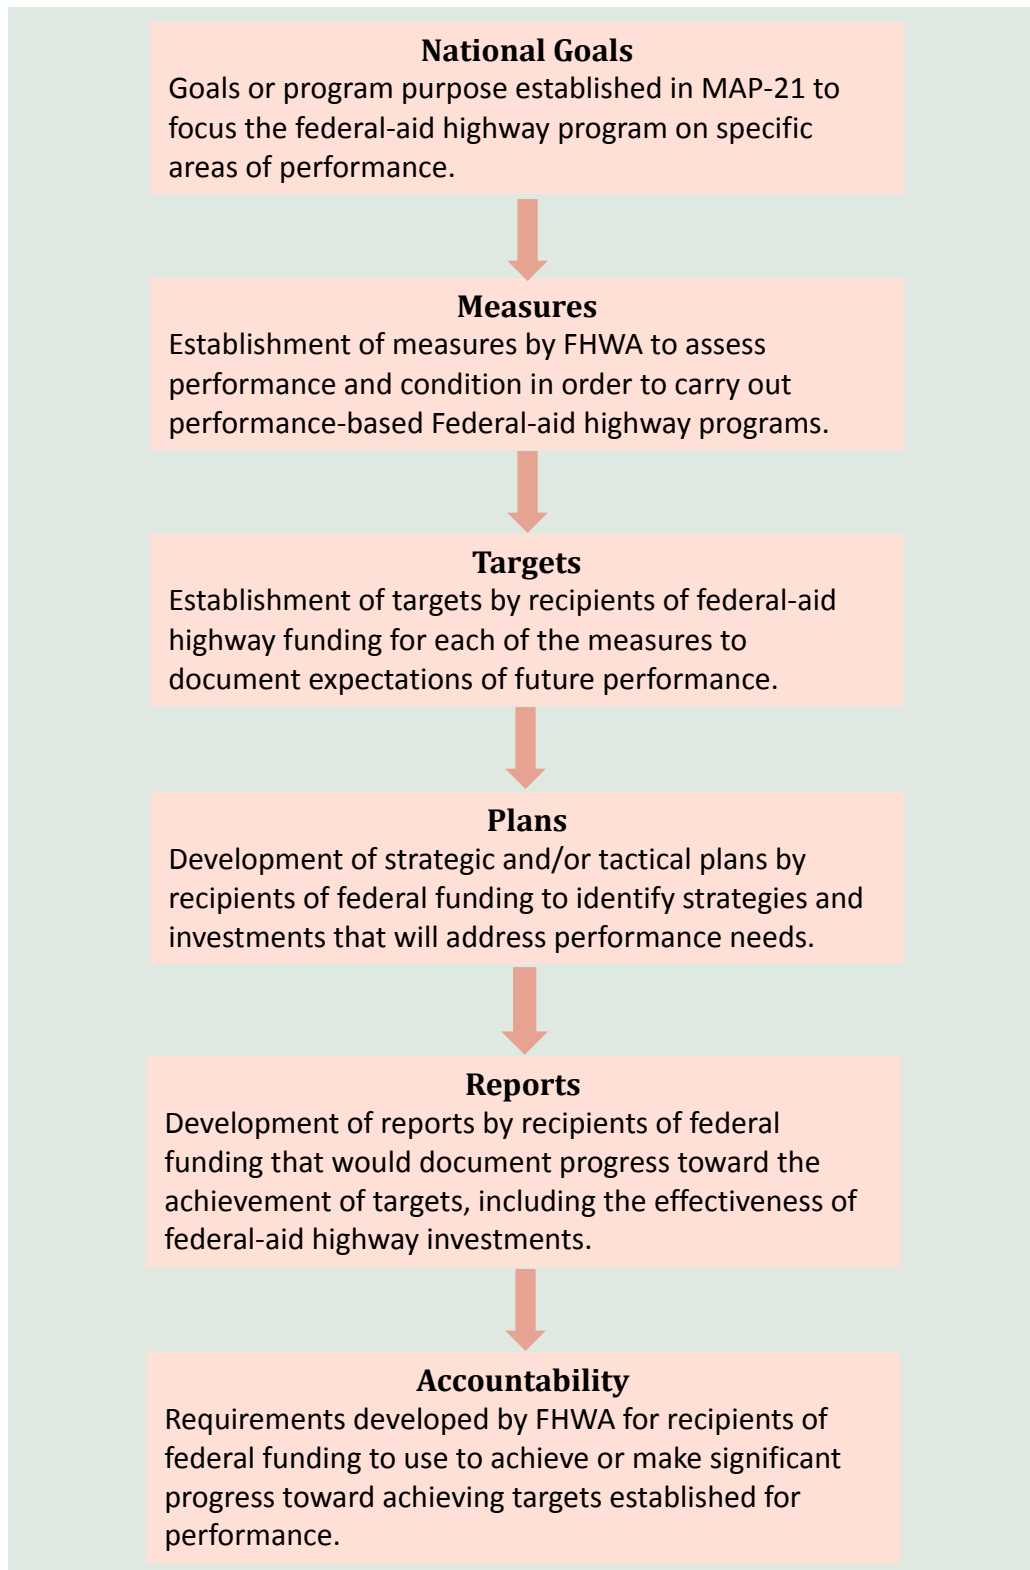 National Goals
Goals or program purpose established in MAP-21 to
focus the federal-aid highway program on specific
areas of performance.
Measures
Establishment of measures by FHWA to assess
performance and condition in order to carry out
performance-based Federal-aid highway programs.
Targets
Establishment of targets by recipients of federal-aid
highway funding for each of the measures to
document expectations of future performance.
Plans
Development of strategic and/or tactical plans by
recipients of federal funding to identify strategies and
investments that will address performance needs.
Reports
Development of reports by recipients of federal
funding that would document progress toward the
achievement of targets, including the effectiveness of
federal-aid highway investments.
Accountability
Requirements developed by FHWA for recipients of
federal funding to use to achieve or make significant
progress toward achieving targets established for
performance.